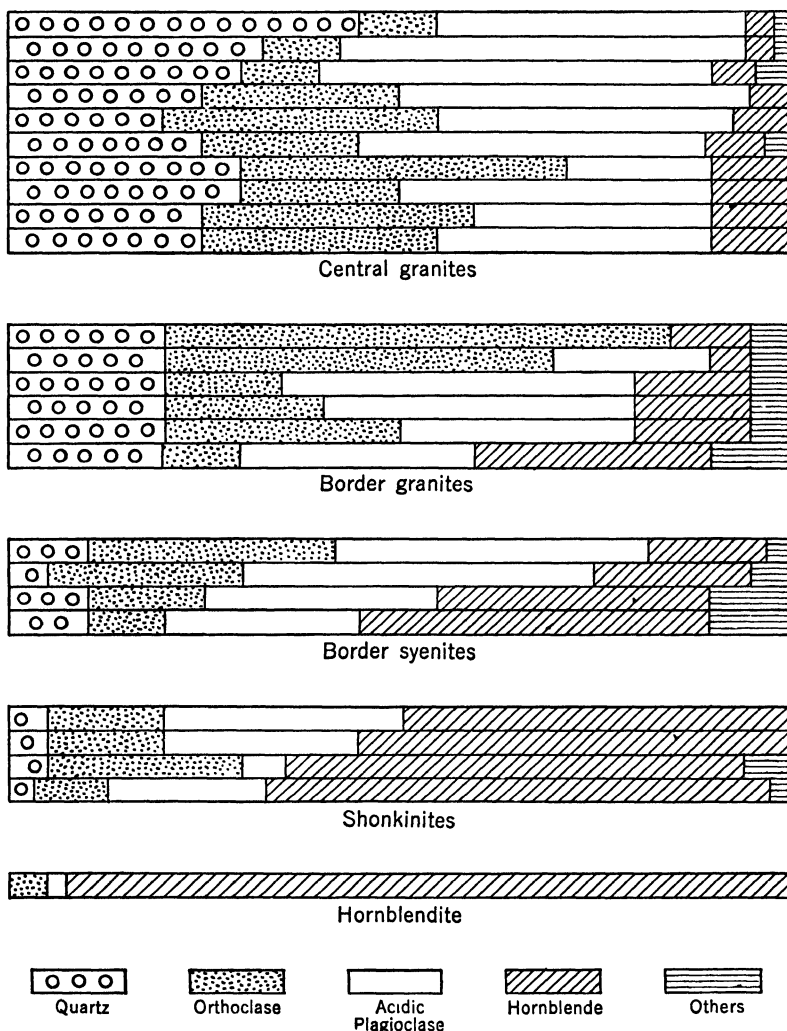 Central granites
Border granites
Border syenites
Shonkinites
Hornblendite
Quartz
Orthoclase
Acidic
Plagioclase
Hornblende
Others